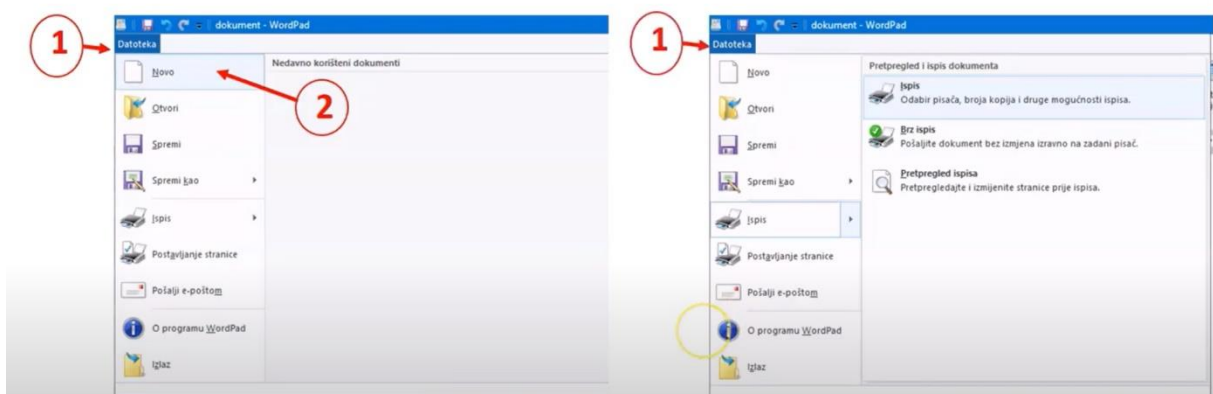 dokument - WordPad
1
Datoteka
Novo
2
Otvori
Spremi
Spremi kao
Ispis
Postavljanje stranice
Pošalji e-poštom
O programu WordPad
Izlaz
Nedavno korišteni dokumenti
dokument - WordPad
1
Datoteka
Novo
Otvori
Spremi
Spremi kao
Ispis
Postavljanje stranice
Pošalji e-poštom
O programu WordPad
Izlaz
Pretpregled i ispis dokumenta
Ispis
Odabir pisača, broja kopija i druge mogućnosti ispisa.
Brz ispis
Pošaljite dokument bez izmjena izravno na zadani pisač.
Pretpregled ispisa
Pretpregledajte i izmijenite stranice prije ispisa.